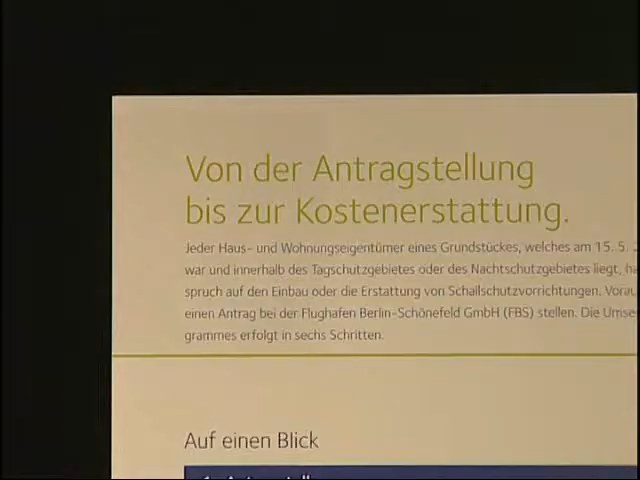 Von der Antragstellung
bis zur Kostenerstattung.
Jeder Haus- und Wohnungseigentümer eines Grundstückes, welches am 15. 5.
war und innerhalb des Tagschutzgebietes oder des Nachtschutzgebietes liegt,
spruch auf den Einbau oder die Erstattung von Schallschutzvorrichtungen.
einen Antrag bei der Flughafen Berlin-Schönefeld GmbH (FBS) stellen. Die
grammes erfolgt in sechs Schritten.
Auf einen Blick